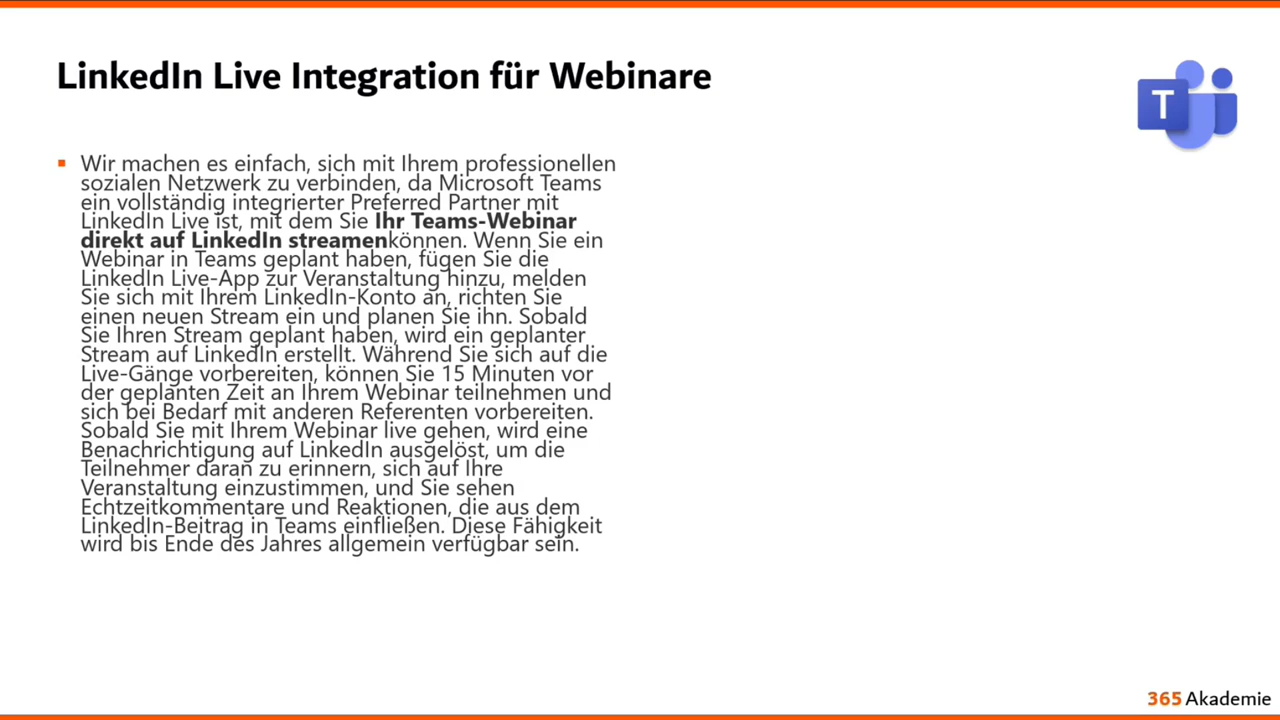 LinkedIn Live Integration für Webinare
T
Wir machen es einfach, sich mit Ihrem professionellen
sozialen Netzwerk zu verbinden, da Microsoft Teams
ein vollständig integrierter Preferred Partner mit
LinkedIn Live ist, mit dem Sie Ihr Teams-Webinar
direkt auf LinkedIn streamenkönnen. Wenn Sie ein
Webinar in Teams geplant haben, fügen Sie die
LinkedIn Live-App zur Veranstaltung hinzu, melden
Sie sich mit Ihrem LinkedIn-Konto an, richten Sie
einen neuen Stream ein und planen Sie ihn. Sobald
Sie Ihren Stream geplant haben, wird ein geplanter
Stream auf LinkedIn erstellt. Während Sie sich auf die
Live-Gänge vorbereiten, können Sie 15 Minuten vor
der geplanten Zeit an Ihrem Webinar teilnehmen und
sich bei Bedarf mit anderen Referenten vorbereiten.
Sobald Sie mit Ihrem Webinar live gehen, wird eine
Benachrichtigung auf LinkedIn ausgelöst, um die
Teilnehmer daran zu erinnern, sich auf Ihre
Veranstaltung einzustimmen, und Sie sehen
Echtzeitkommentare und Reaktionen, die aus dem
LinkedIn-Beitrag in Teams einfließen. Diese Fähigkeit
wird bis Ende des Jahres allgemein verfügbar sein.
365 Akademie